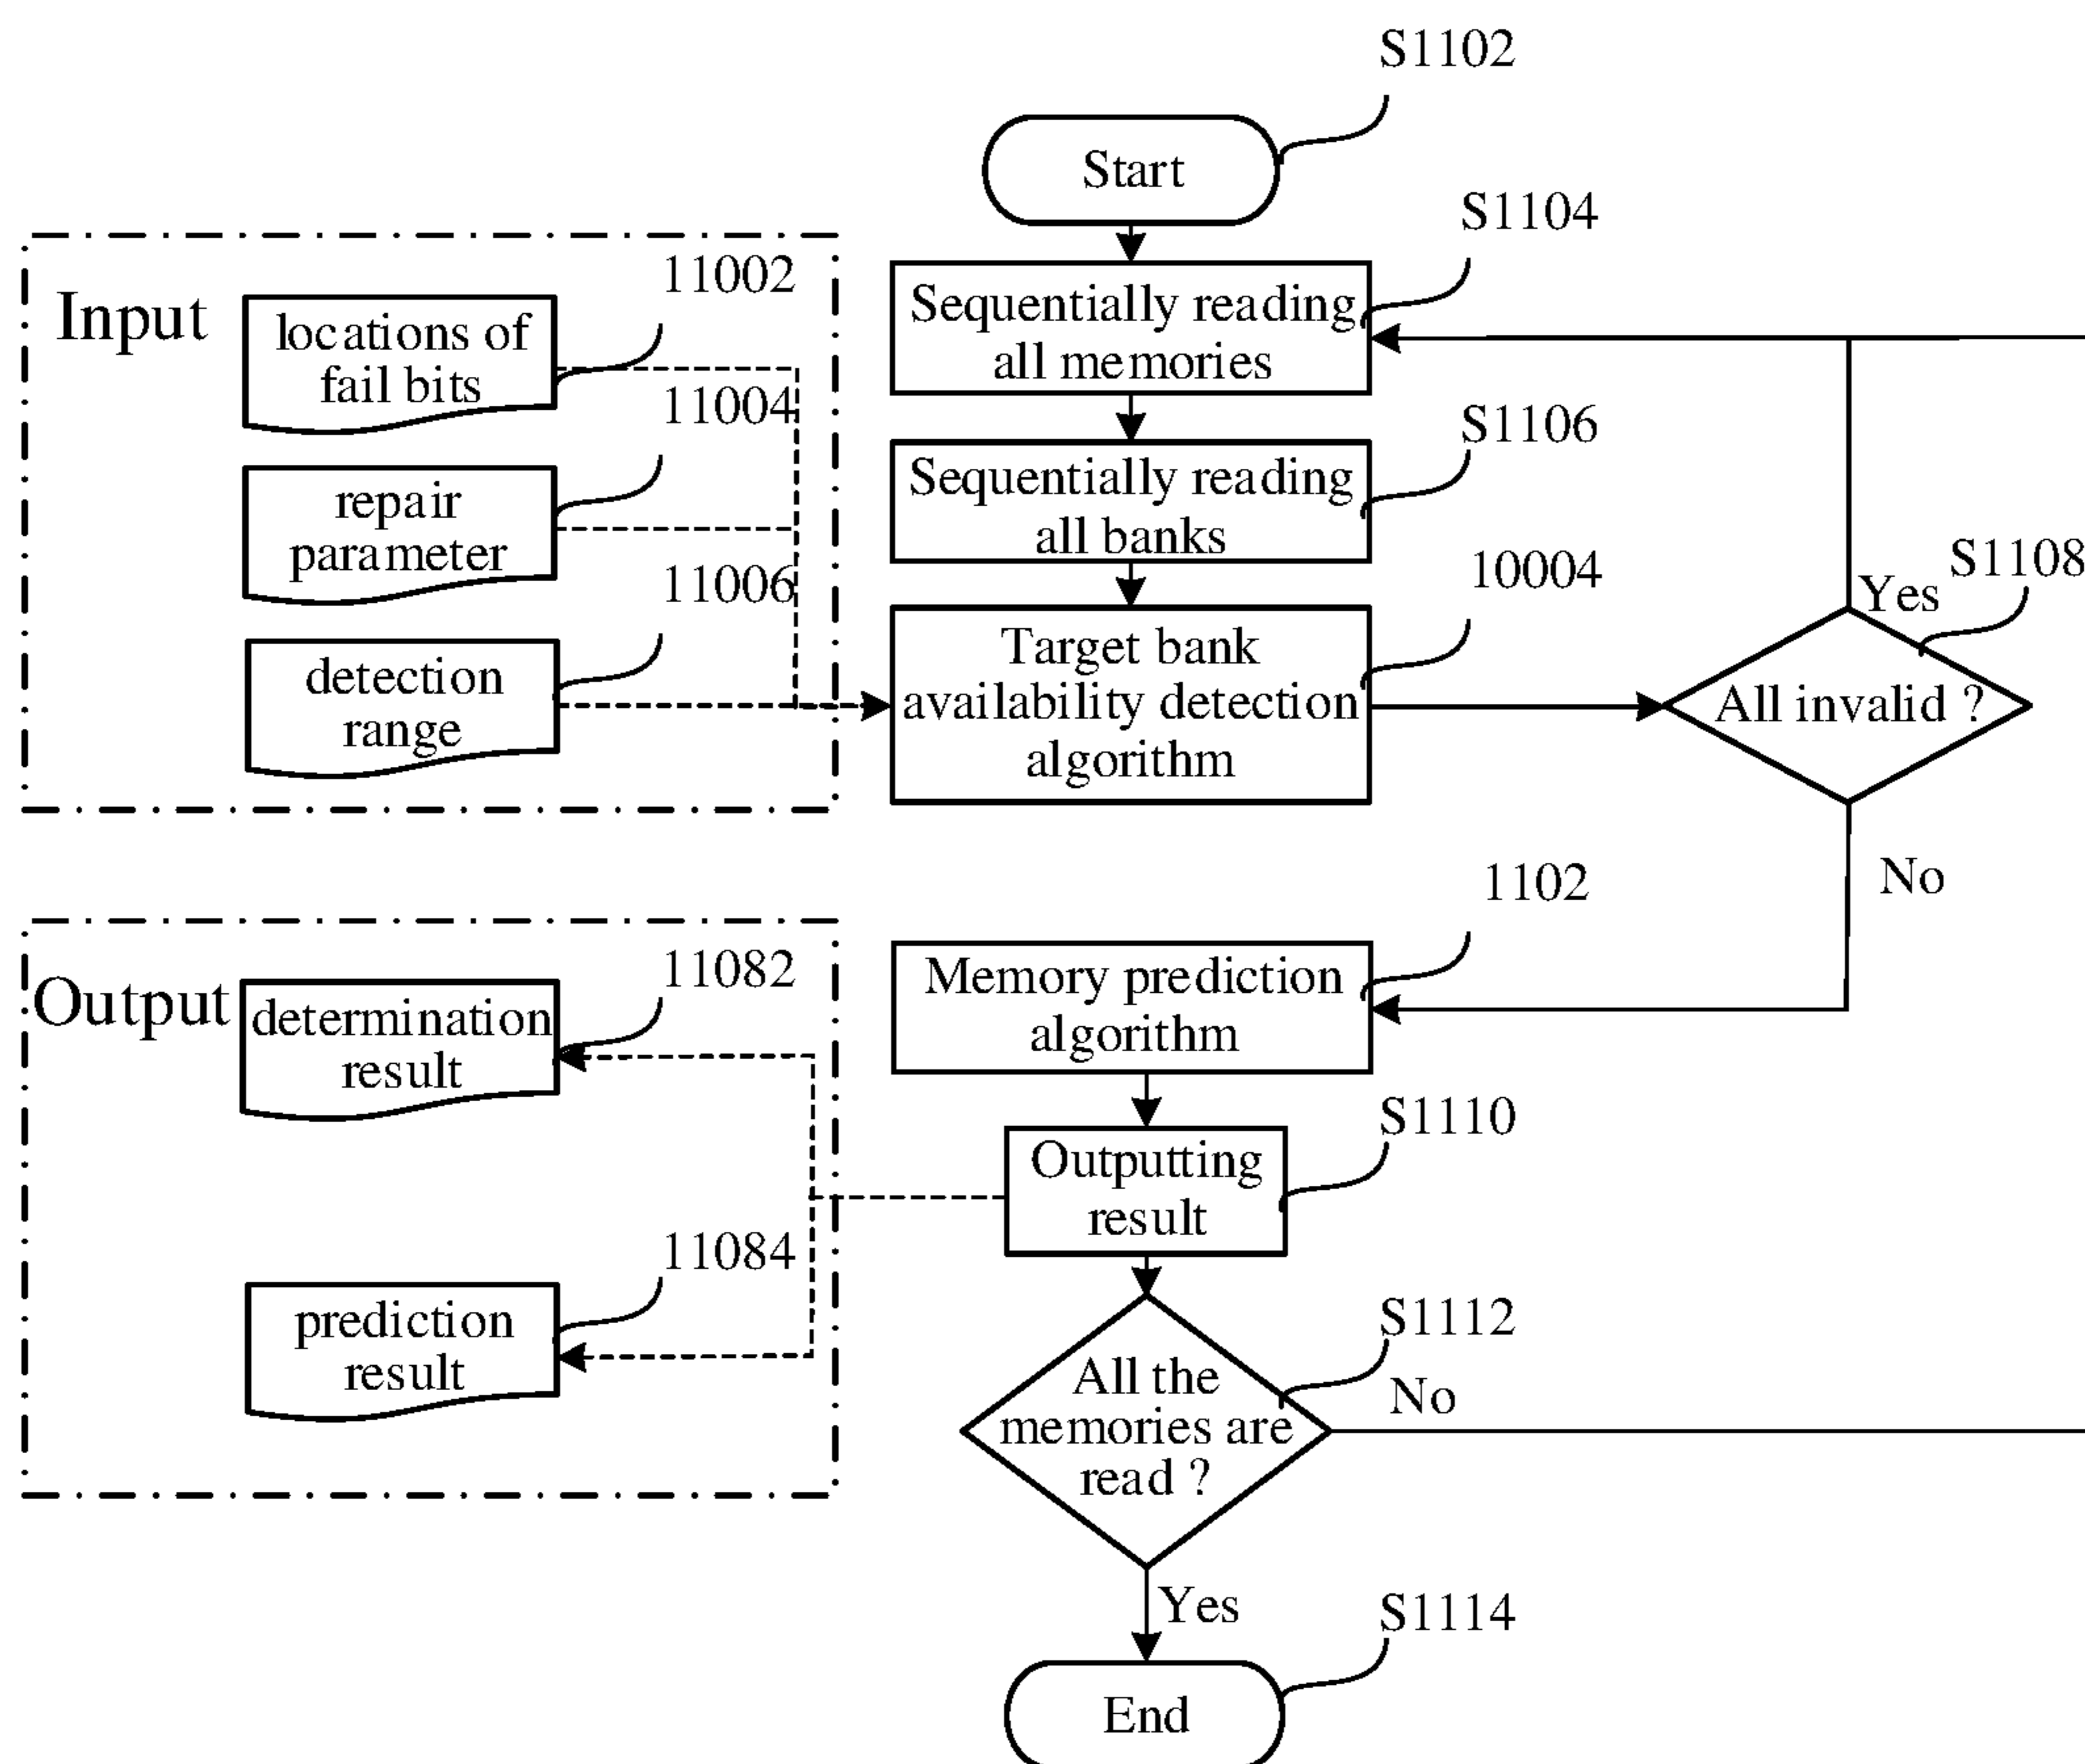 S1102
Start
S1104
Sequentially reading
all memories
Input
11002
locations of
fail bits
11004
repair
parameter
11006
detection
range
S1106
Sequentially reading
all banks
10004
Target bank
availability detection
algorithm
S1108
Yes
All invalid ?
No
1102
Memory prediction
algorithm
Output
11082
determination
result
11084
prediction
result
S1110
Outputting
result
S1112
All the
memories are
read ?
No
Yes
S1114
End